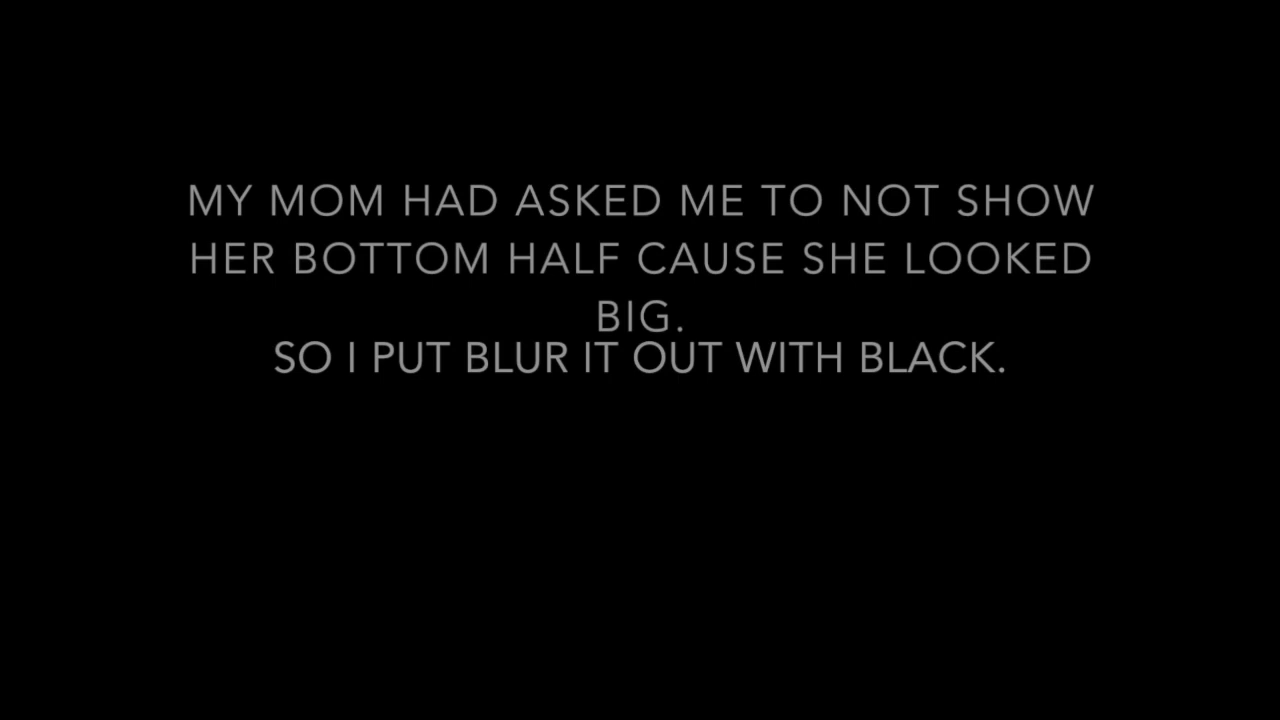 MY MOM HAD ASKED ME TO NOT SHOW
HER BOTTOM HALF CAUSE SHE LOOKED
BIG.
SO I PUT BLUR IT OUT WITH BLACK.